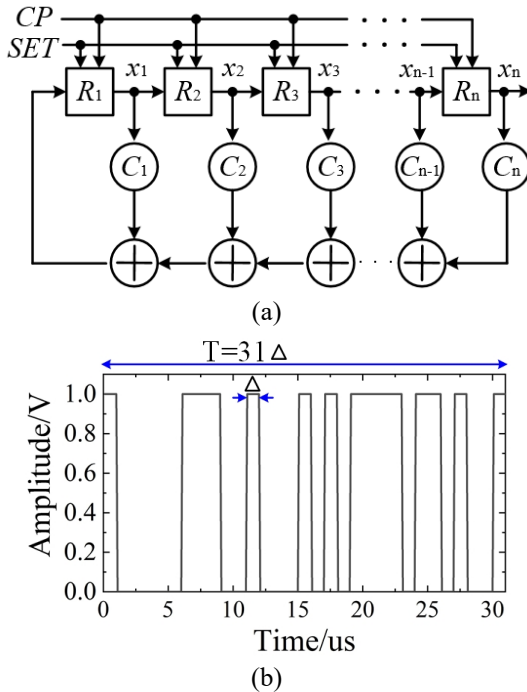 CP
SET
R1 x1 R2 x2 R3 x3 · · · xn-1 Rn xn
C1 C2 C3 Cn-1 Cn
(a)
T=31Δ
Δ
Amplitude/V
1.0
0.8
0.6
0.4
0.2
0.0
0 5 10 15 20 25 30
Time/us
(b)